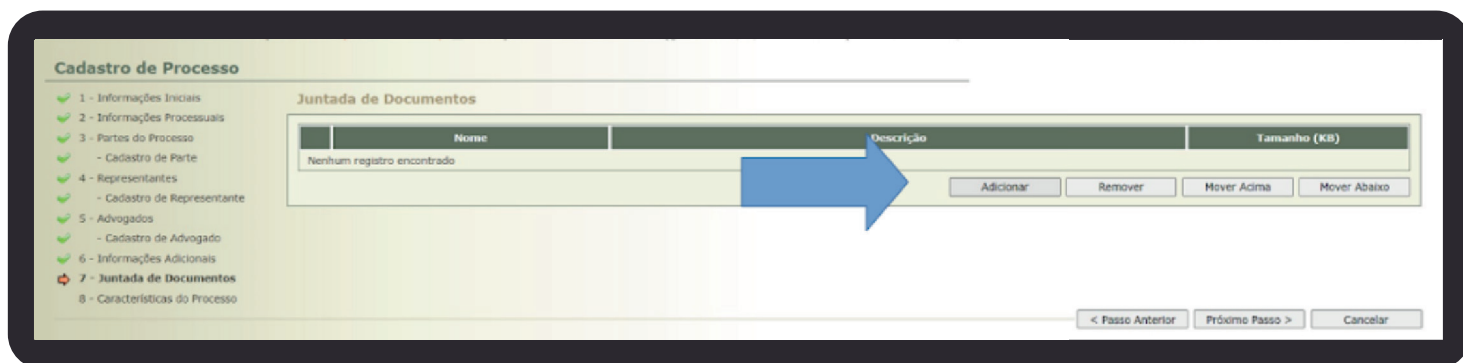 Cadastro de Processo
1 - Informações Iniciais
2 - Informações Processuais
3 - Partes do Processo
- Cadastro de Parte
4 - Representantes
- Cadastro de Representante
5 - Advogados
- Cadastro de Advogado
6 - Informações Adicionais
7 - Juntada de Documentos
8 - Características do Processo
Juntada de Documentos
Nome Descrição Tamanho (KB)
Nenhum registro encontrado
Adicionar Remover Mover Acima Mover Abaixo
< Passo Anterior Próximo Passo > Cancelar